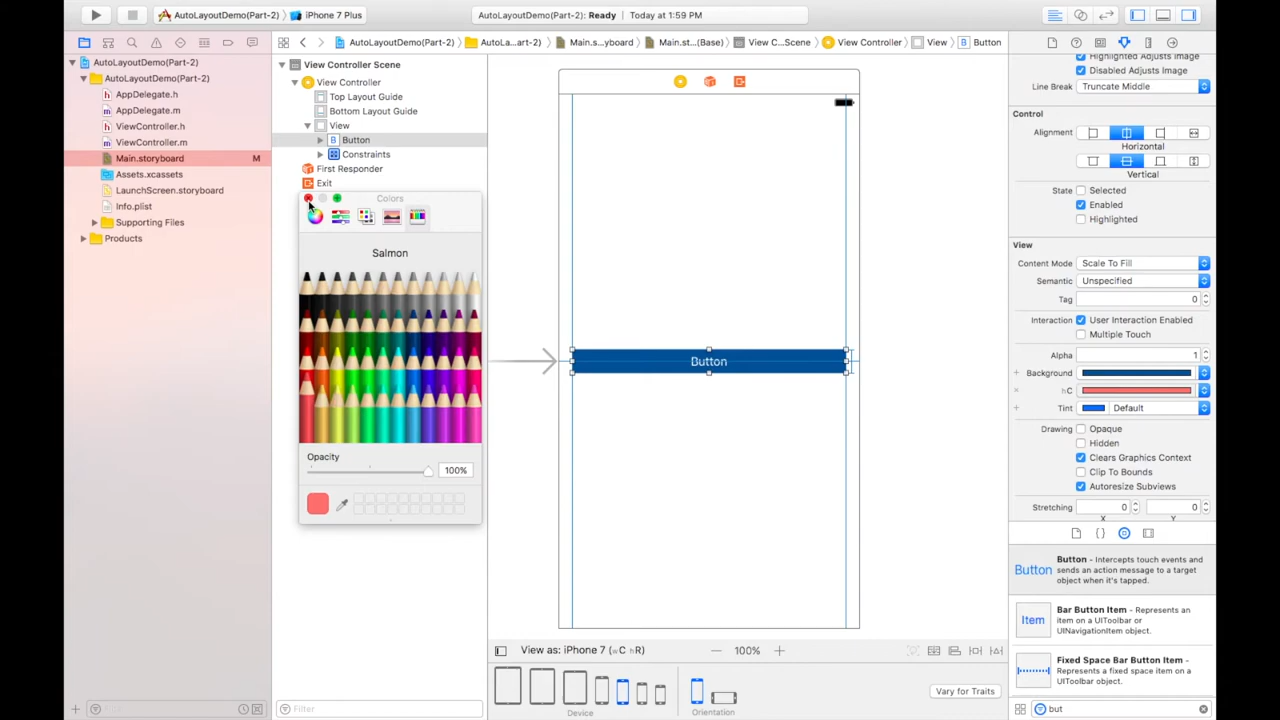 AutoLayoutDemo(Part-2)
iPhone 7 Plus
AutoLayoutDemo(Part-2): Ready
Today at 1:59 PM
AutoLayoutDemo(Part-2)
AutoLa...art-2)
Main.s...yboard
Main.st...(Base)
View C...Scene
View Controller
View
B
Button
AutoLayoutDemo(Part-2)
AutoLayoutDemo(Part-2)
AppDelegate.h
AppDelegate.m
ViewController.h
ViewController.m
Main.storyboard
M
Assets.xcassets
LaunchScreen.storyboard
Info.plist
Supporting Files
Products
View Controller Scene
View Controller
Top Layout Guide
Bottom Layout Guide
View
B Button
Constraints
First Responder
Exit
Colors
Salmon
Opacity
100%
Filter
Button
View as: iPhone 7 (wC hR)
100%
Device
Orientation
Vary for Traits
Highlighted Adjusts Image
Disabled Adjusts Image
Line Break Truncate Middle
Control
Alignment
Horizontal
Vertical
State Selected
Enabled
Highlighted
View
Content Mode Scale To Fill
Semantic Unspecified
Tag 0
Interaction User Interaction Enabled
Multiple Touch
Alpha 1
Background
hC
Tint Default
Drawing Opaque
Hidden
Clears Graphics Context
Clip To Bounds
Autoresize Subviews
Stretching 0 0
X Y
Button
Button - Intercepts touch events and
sends an action message to a target
object when it's tapped.
Item
Bar Button Item - Represents an
item on a UIToolbar or
UINavigationItem object.
Fixed Space Bar Button Item -
Represents a fixed space item on a
UIToolbar object.
but